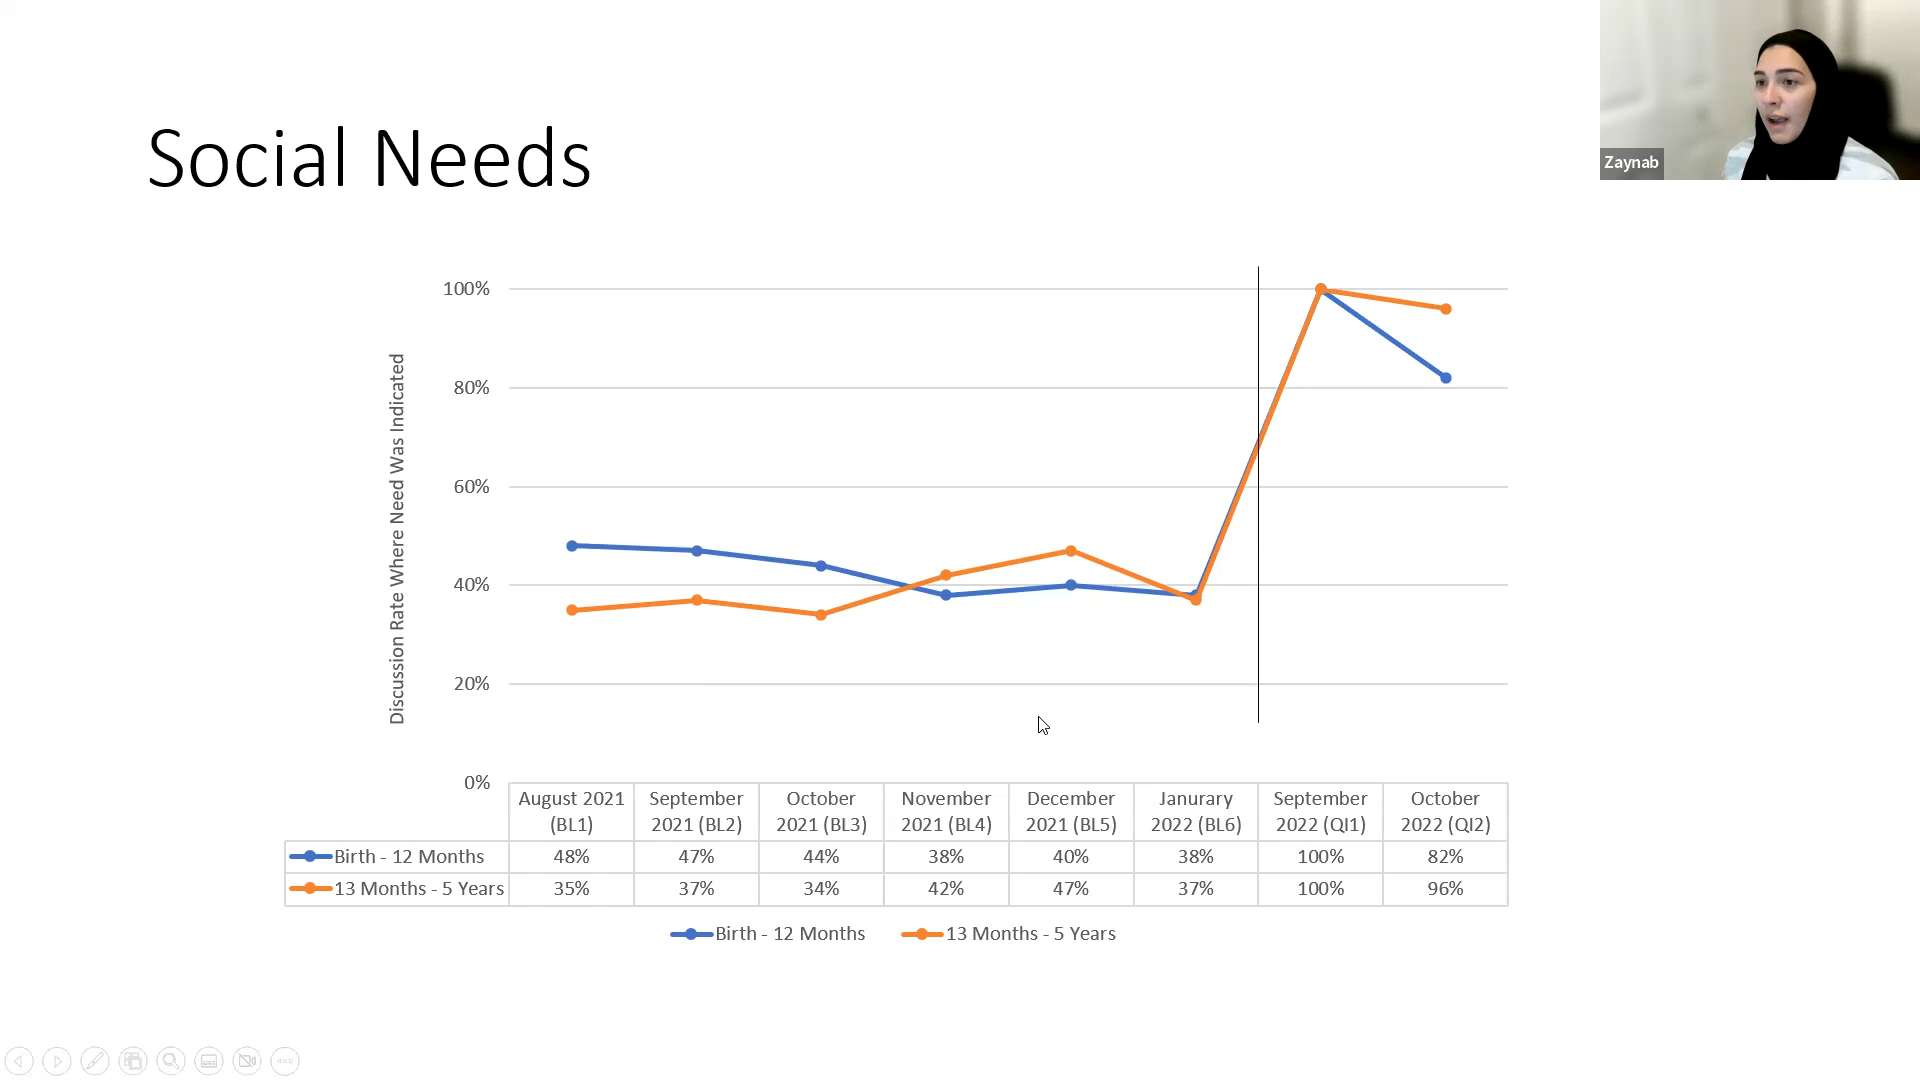 Social Needs
Zaynab
Discussion Rate Where Need Was Indicated
100%
80%
60%
40%
20%
0%
August 2021 (BL1) September 2021 (BL2) October 2021 (BL3) November 2021 (BL4) December 2021 (BL5) Janurary 2022 (BL6) September 2022 (QI1) October 2022 (QI2)
Birth - 12 Months 48% 47% 44% 38% 40% 38% 100% 82%
13 Months - 5 Years 35% 37% 34% 42% 47% 37% 100% 96%
Birth - 12 Months 13 Months - 5 Years